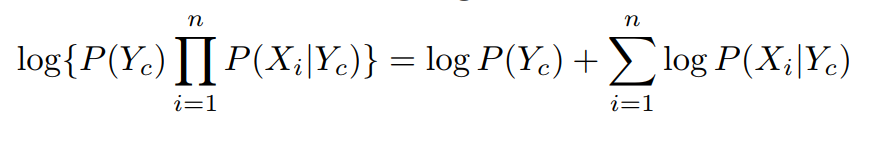 log{P(Y_c) ∏_{i=1}^{n} P(X_i|Y_c)} = log P(Y_c) + ∑_{i=1}^{n} log P(X_i|Y_c)